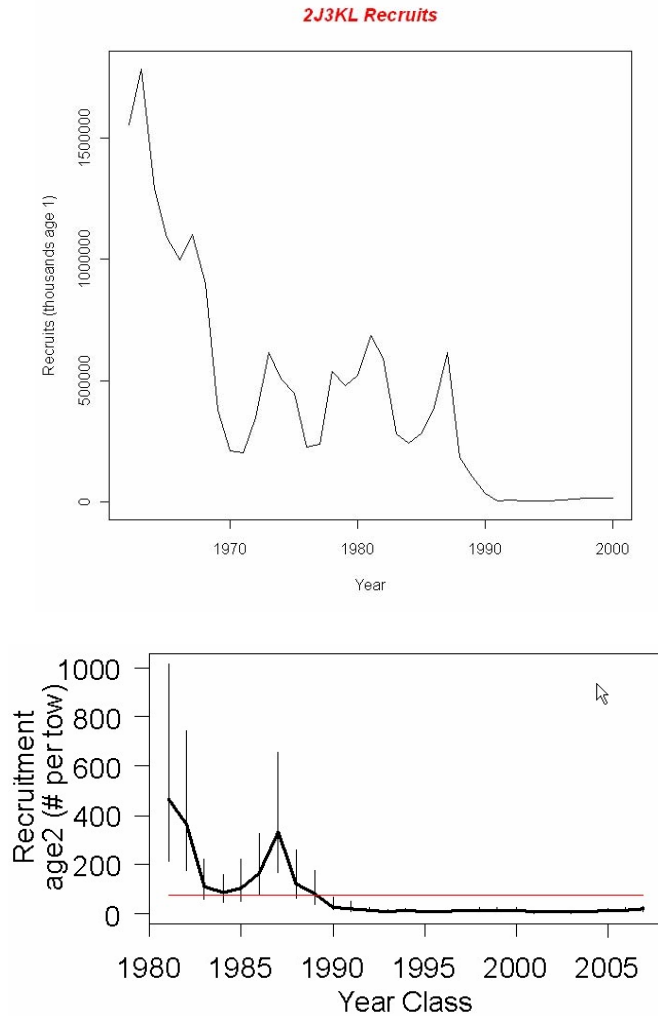 2J3KL Recruits
Recruits (thousands age 1)
1500000
1000000
500000
0
1970 1980 1990 2000
Year
Recruitment
age2 (# per tow)
1000
800
600
400
200
0
1980 1985 1990 1995 2000 2005
Year Class